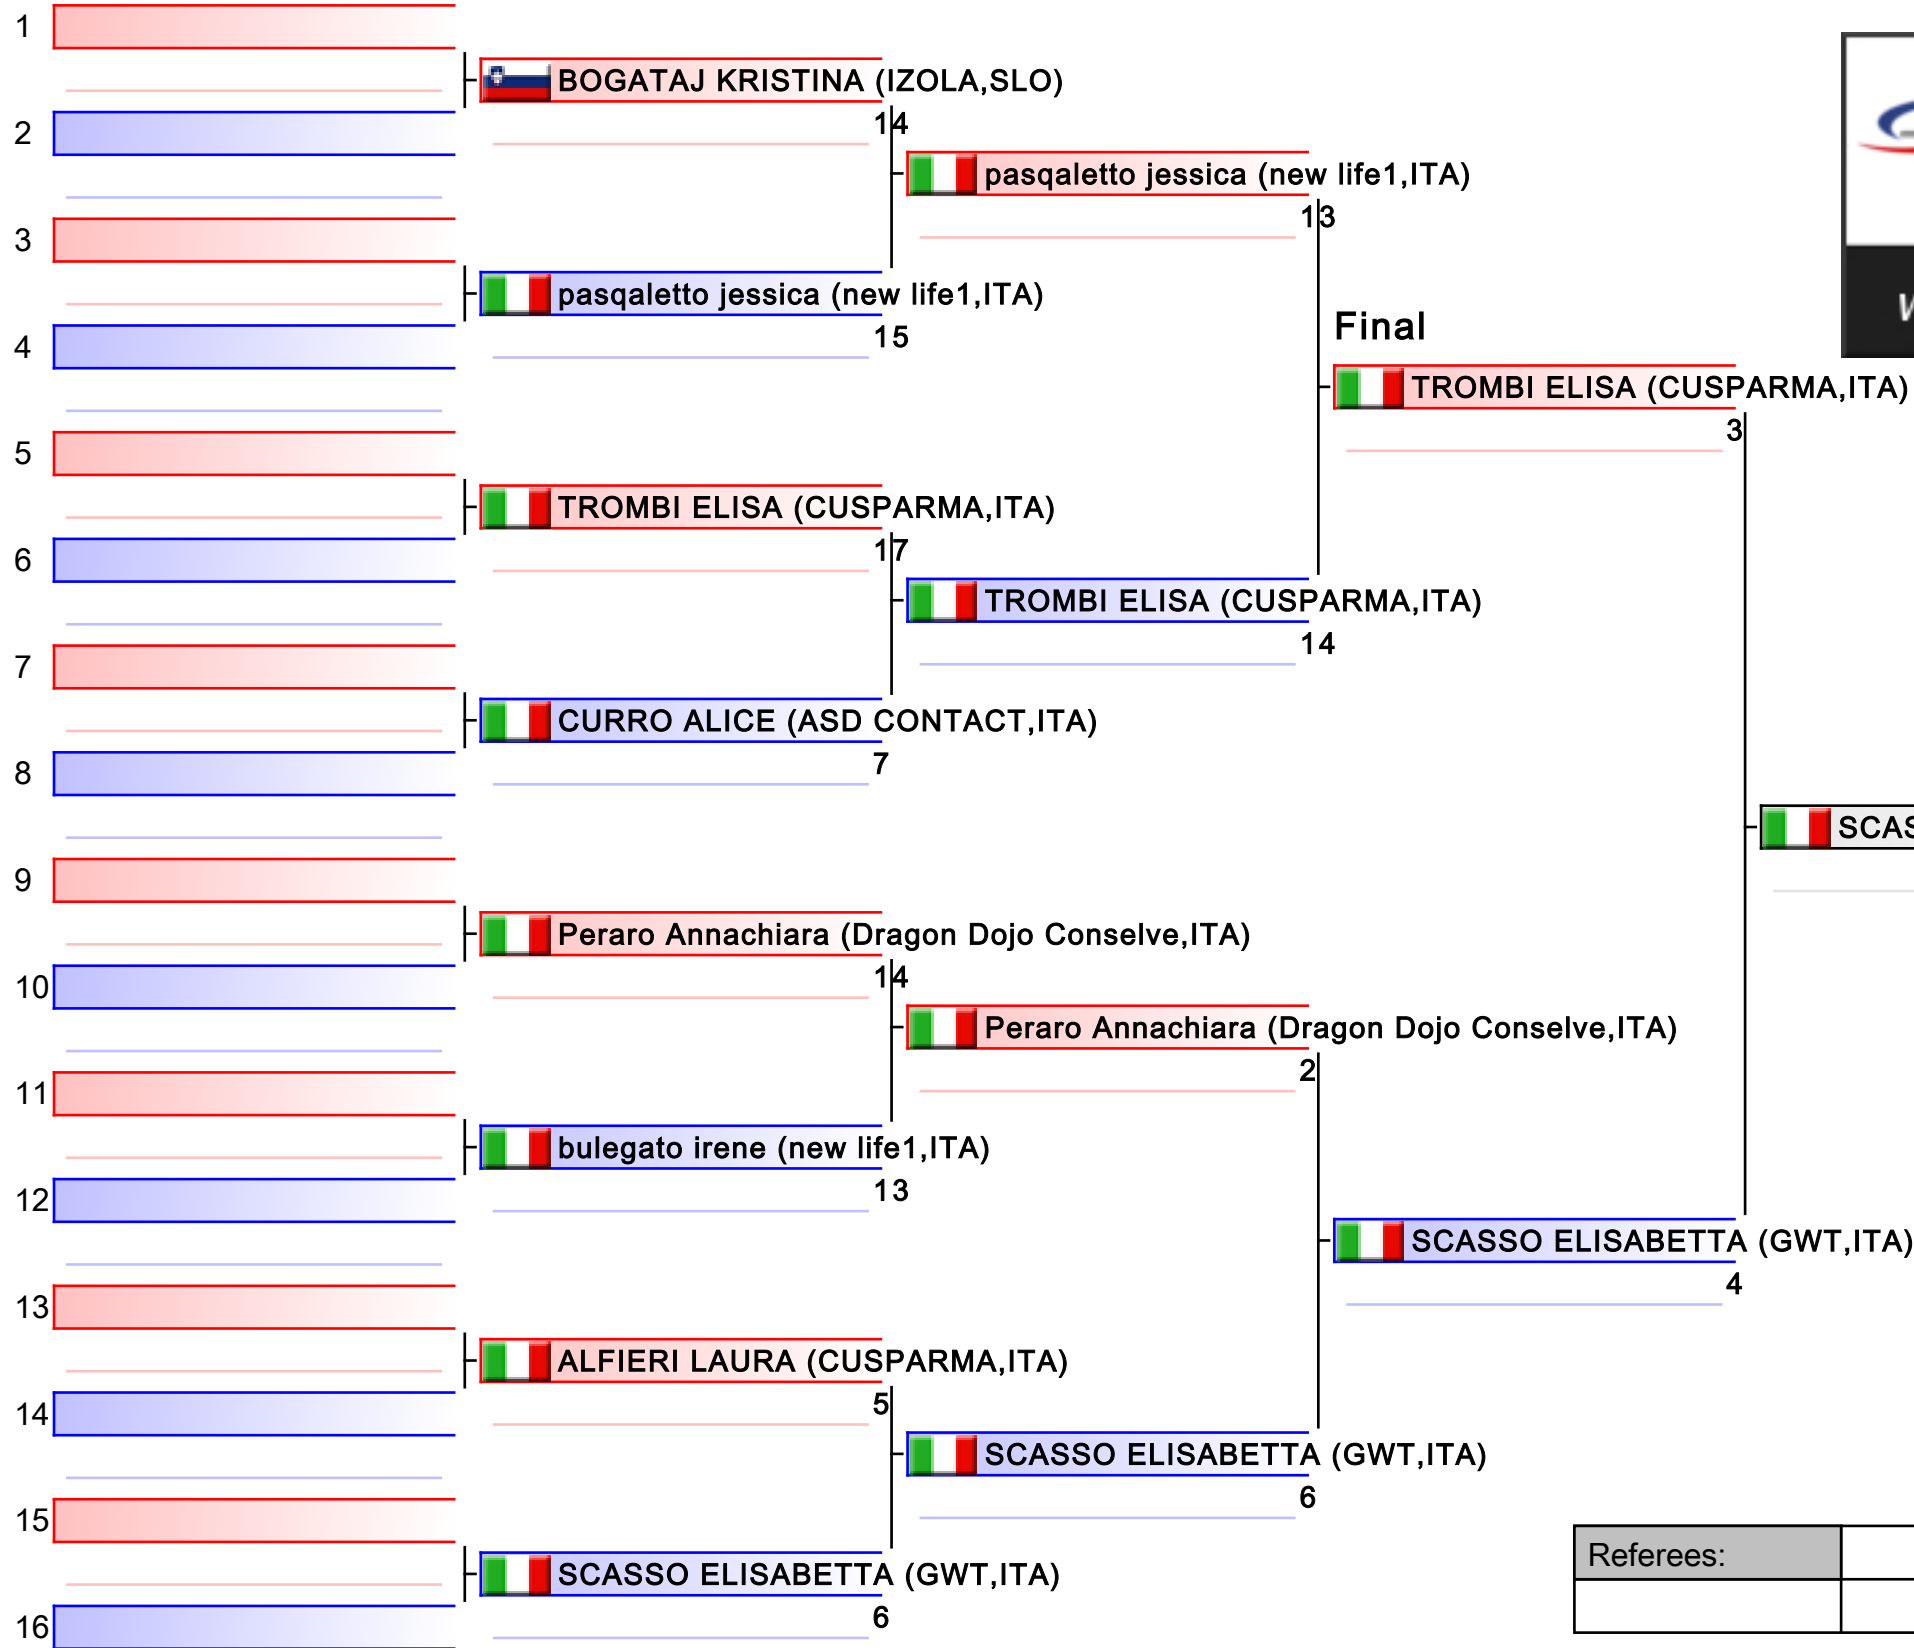 1
BOGATAJ KRISTINA (IZOLA,SLO)
14
2
pasqaletto jessica (new life1,ITA)
13
3
pasqaletto jessica (new life1,ITA)
15
4
Final
TROMBI ELISA (CUSPARMA,ITA)
3
5
TROMBI ELISA (CUSPARMA,ITA)
17
6
TROMBI ELISA (CUSPARMA,ITA)
14
7
CURRO ALICE (ASD CONTACT,ITA)
7
8
SCAS
9
Peraro Annachiara (Dragon Dojo Conselve,ITA)
14
10
Peraro Annachiara (Dragon Dojo Conselve,ITA)
2
11
bulegato irene (new life1,ITA)
13
12
SCASSO ELISABETTA (GWT,ITA)
4
13
ALFIERI LAURA (CUSPARMA,ITA)
5
14
SCASSO ELISABETTA (GWT,ITA)
6
15
Referees:
SCASSO ELISABETTA (GWT,ITA)
6
16